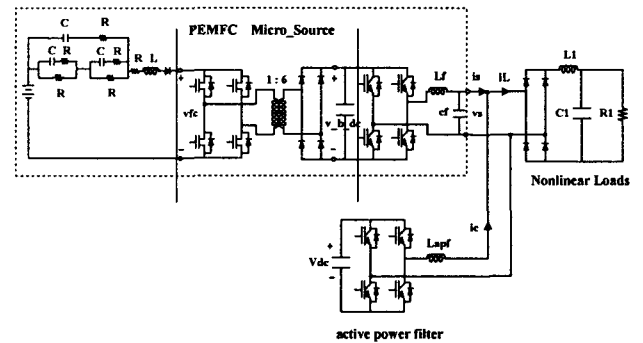 PEMFC Micro_Source
C R
C R C R
R L
R R
1 : 6
+ + +
vfc
v_b_dc
− − −
Lf is iL
cf vs
L1
C1 R1
Nonlinear Loads
ic
+
Vdc
−
Lapf
active power filter